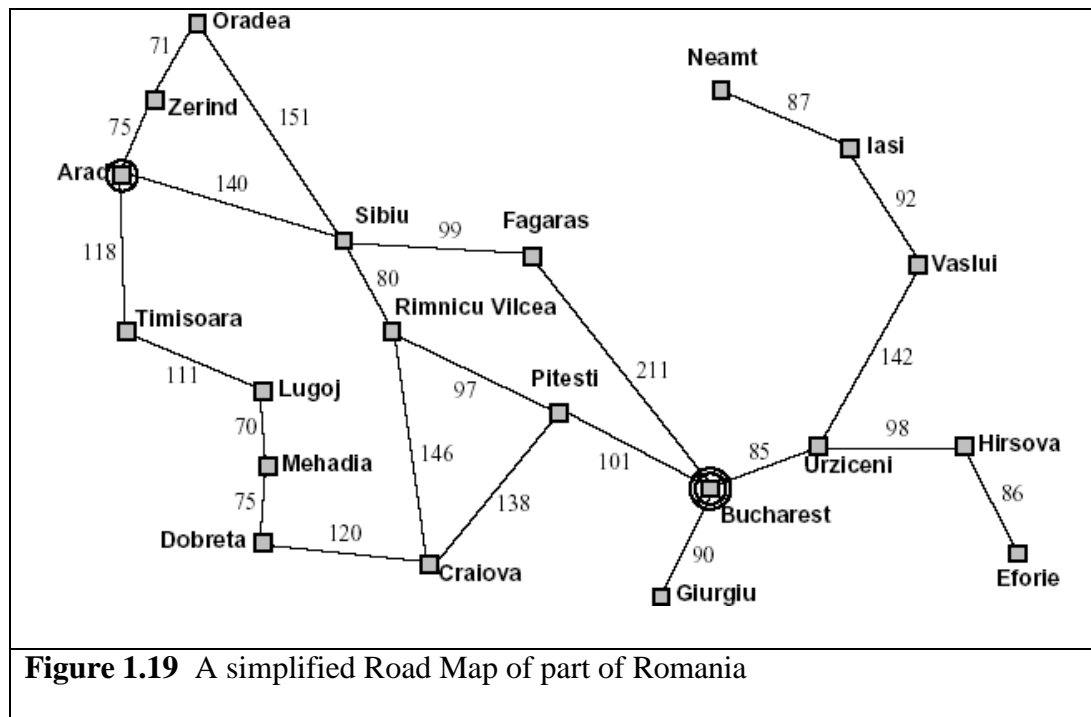 Oradea
71
Neamt
87
Zerind
151
75
Iasi
Arad
140
92
Sibiu
Fagaras
99
118
Vaslui
80
Rimnicu Vilcea
Timisoara
142
111
Lugoj
97
Pitesti
211
70
98
Hirsova
Mehadia
146
101
85
Urziceni
75
138
86
Bucharest
Dobreta
120
90
Craiova
Eforie
Giurgiu
Figure 1.19 A simplified Road Map of part of Romania